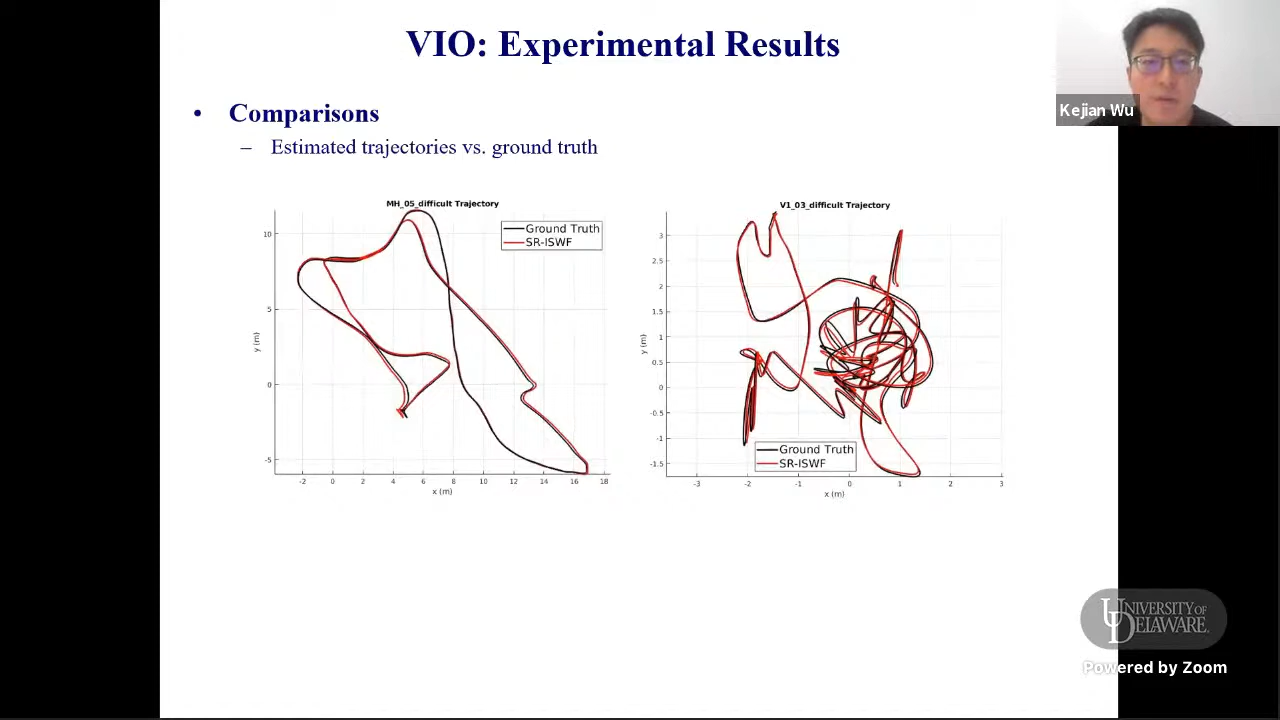 VIO: Experimental Results
Kejian Wu
• Comparisons
– Estimated trajectories vs. ground truth
MH_05_difficult Trajectory
Ground Truth
SR-ISWF
10
5
0
-5
y (m)
-2 0 2 4 6 8 10 12 14 16 18
x (m)
V1_03_difficult Trajectory
3
2.5
2
1.5
1
0.5
0
-0.5
-1
-1.5
y (m)
Ground Truth
SR-ISWF
-3 -2 -1 0 1 2 3
x (m)
UNIVERSITY OF
DELAWARE.
Powered by Zoom